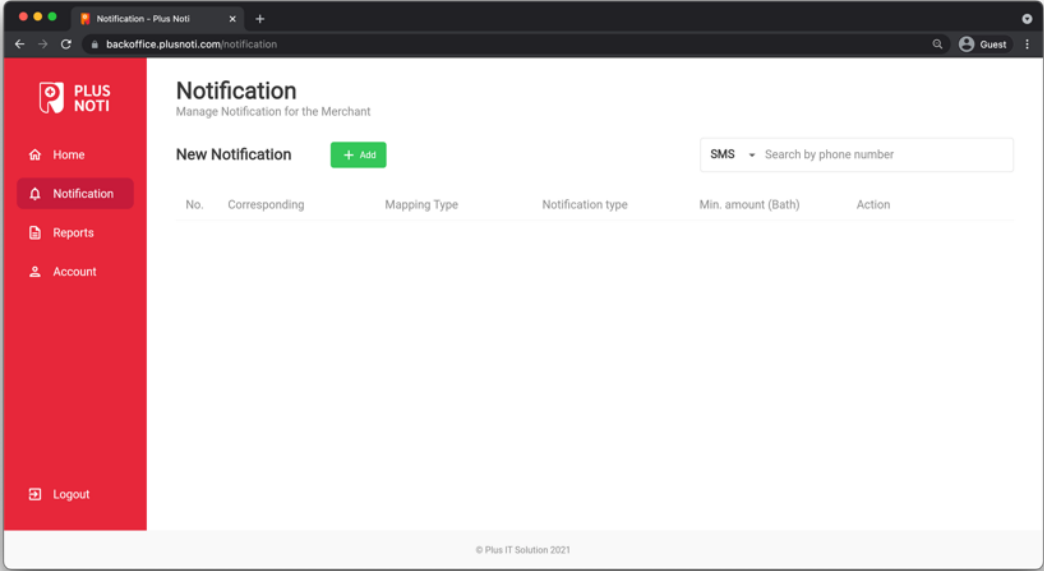 Notification - Plus Noti
backoffice.plusnoti.com/notification
Guest
PLUS
NOTI
Home
Notification
Reports
Account
Logout
Notification
Manage Notification for the Merchant
New Notification + Add SMS Search by phone number
No. Corresponding Mapping Type Notification type Min. amount (Bath) Action
© Plus IT Solution 2021